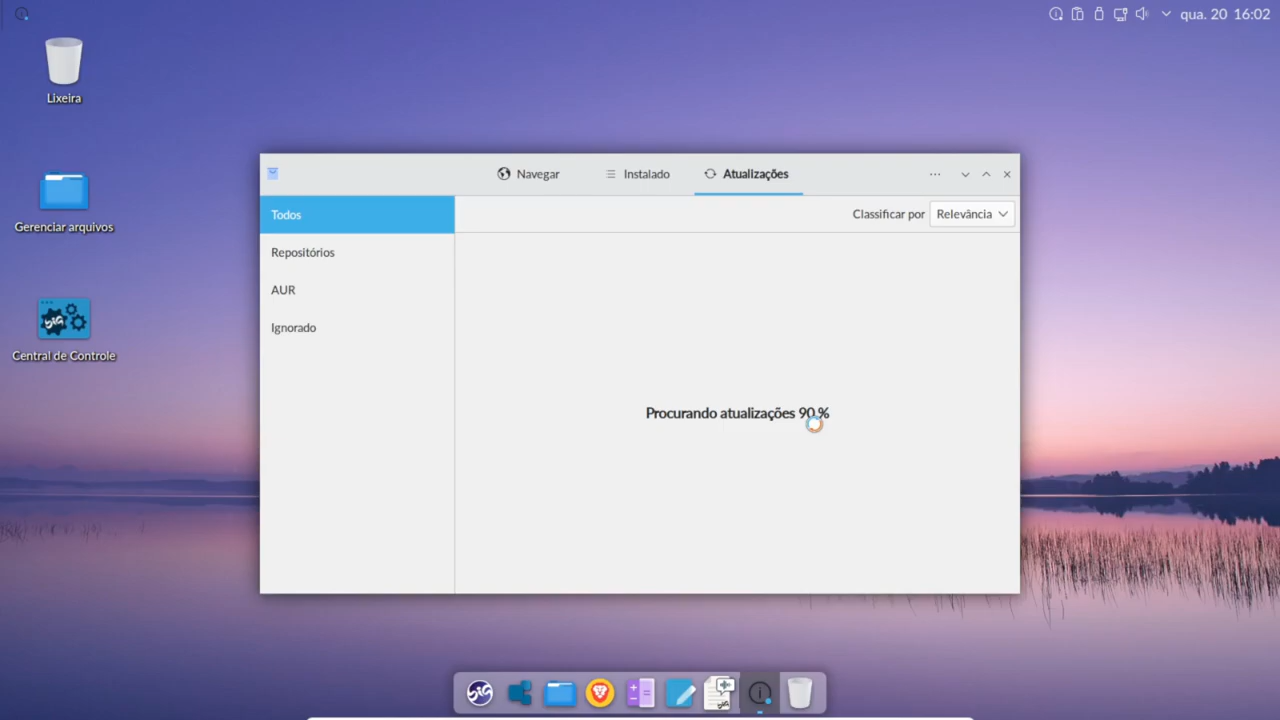 qua. 20 16:02
Lixeira
Gerenciar arquivos
Central de Controle
Navegar
Instalado
Atualizações
Todos
Repositórios
AUR
Ignorado
Classificar por Relevância
Procurando atualizações 90 %
BIG